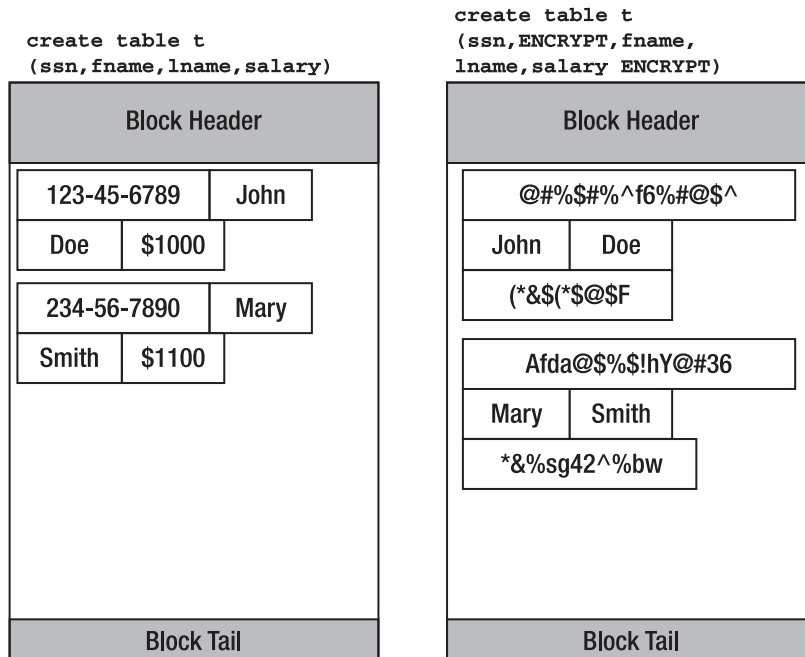 create table t
(ssn,fname,lname,salary)
Block Header
123-45-6789 John
Doe $1000
234-56-7890 Mary
Smith $1100
Block Tail
create table t
(ssn,ENCRYPT,fname,
lname,salary ENCRYPT)
Block Header
@#%$#%^f6%#@$^
John Doe
(*&$(*$@$F
Afda@$%$!hY@#36
Mary Smith
*&%sg42^%bw
Block Tail